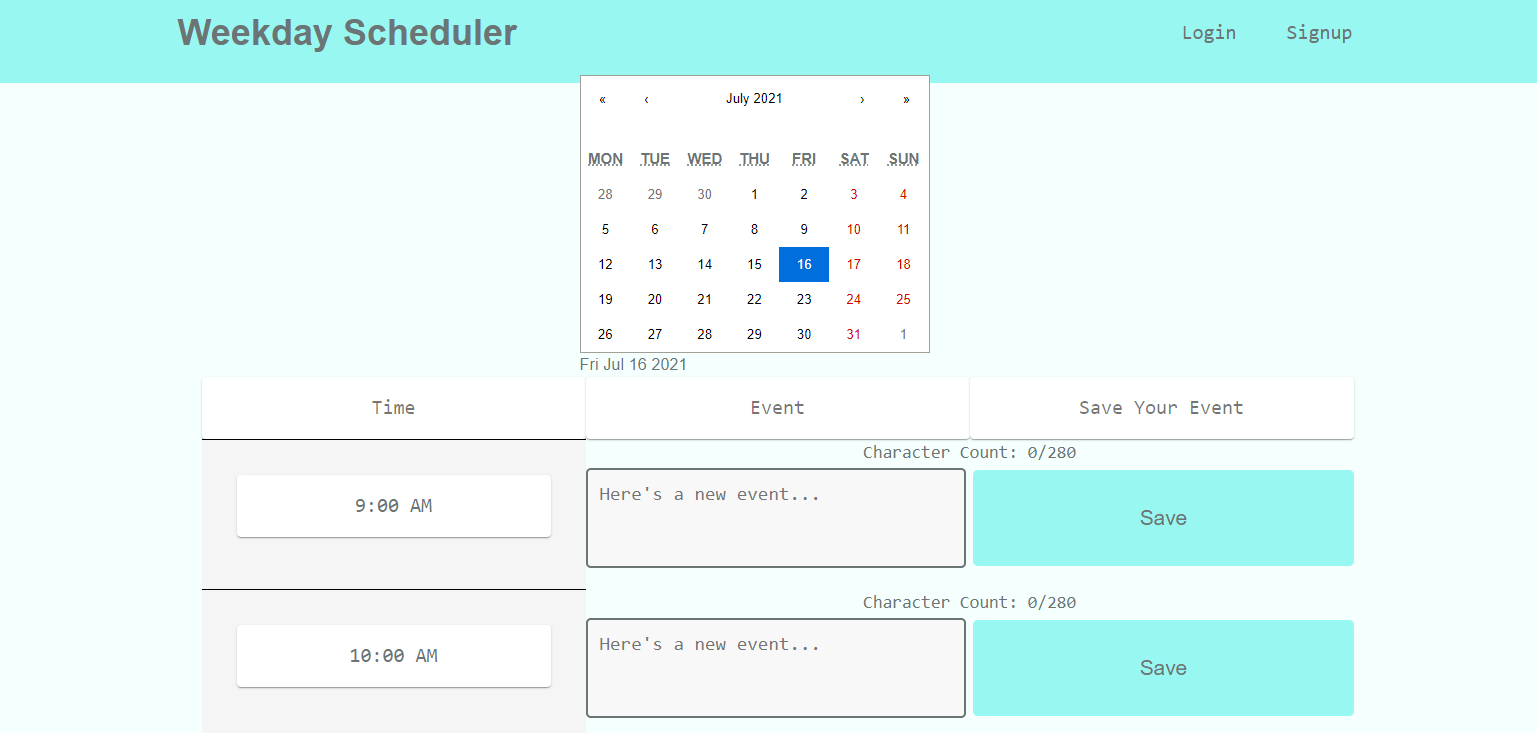 Weekday Scheduler Login Signup
« ‹ July 2021 › »
MON TUE WED THU FRI SAT SUN
28 29 30 1 2 3 4
5 6 7 8 9 10 11
12 13 14 15 16 17 18
19 20 21 22 23 24 25
26 27 28 29 30 31 1
Fri Jul 16 2021
Time Event Save Your Event
Character Count: 0/280
9:00 AM Here's a new event... Save
Character Count: 0/280
10:00 AM Here's a new event... Save